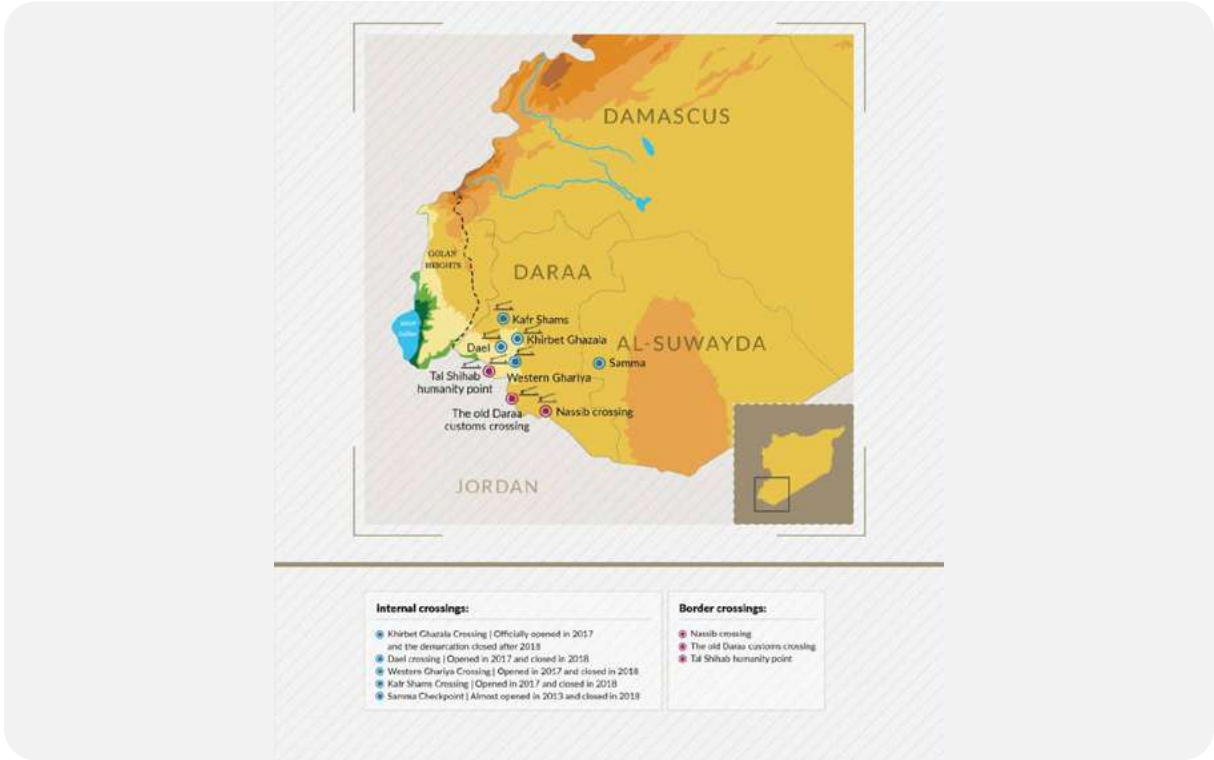 DAMASCUS
GOLAN
HEIGHTS
DARAA
Kafr Shams
Khirbet Ghazala
AL-SUWAYDA
Dael
Samma
Tal Shihab
humanity point
Western Ghariya
The old Daraa
customs crossing
Nassib crossing
JORDAN
Internal crossings:
Khirbet Ghazala Crossing | Officially opened in 2017
and the demarcation closed after 2018
Dael crossing | Opened in 2017 and closed in 2018
Western Ghariya Crossing | Opened in 2017 and closed in 2018
Kafr Shams Crossing | Opened in 2017 and closed in 2018
Samma Checkpoint | Almost opened in 2013 and closed in 2018
Border crossings:
Nassib crossing
The old Daraa customs crossing
Tal Shihab humanity point